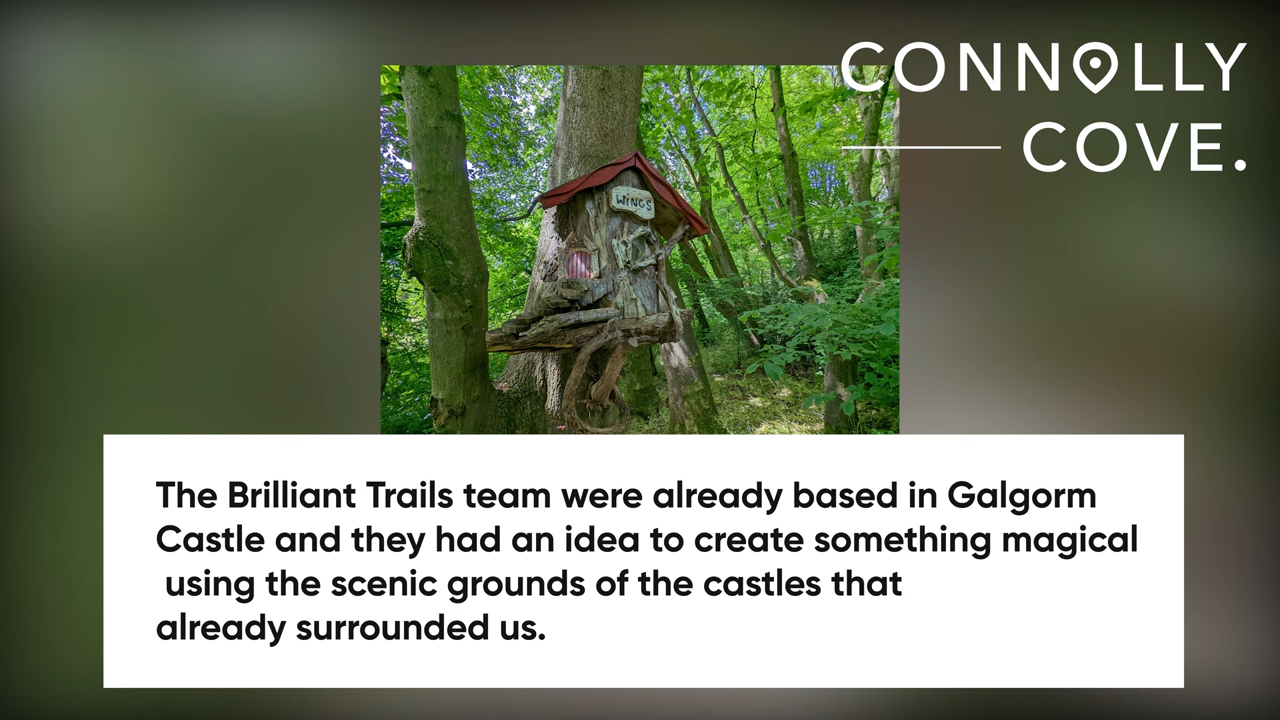 CONNOLLY
COVE.
WINGS
The Brilliant Trails team were already based in Galgorm
Castle and they had an idea to create something magical
using the scenic grounds of the castles that
already surrounded us.